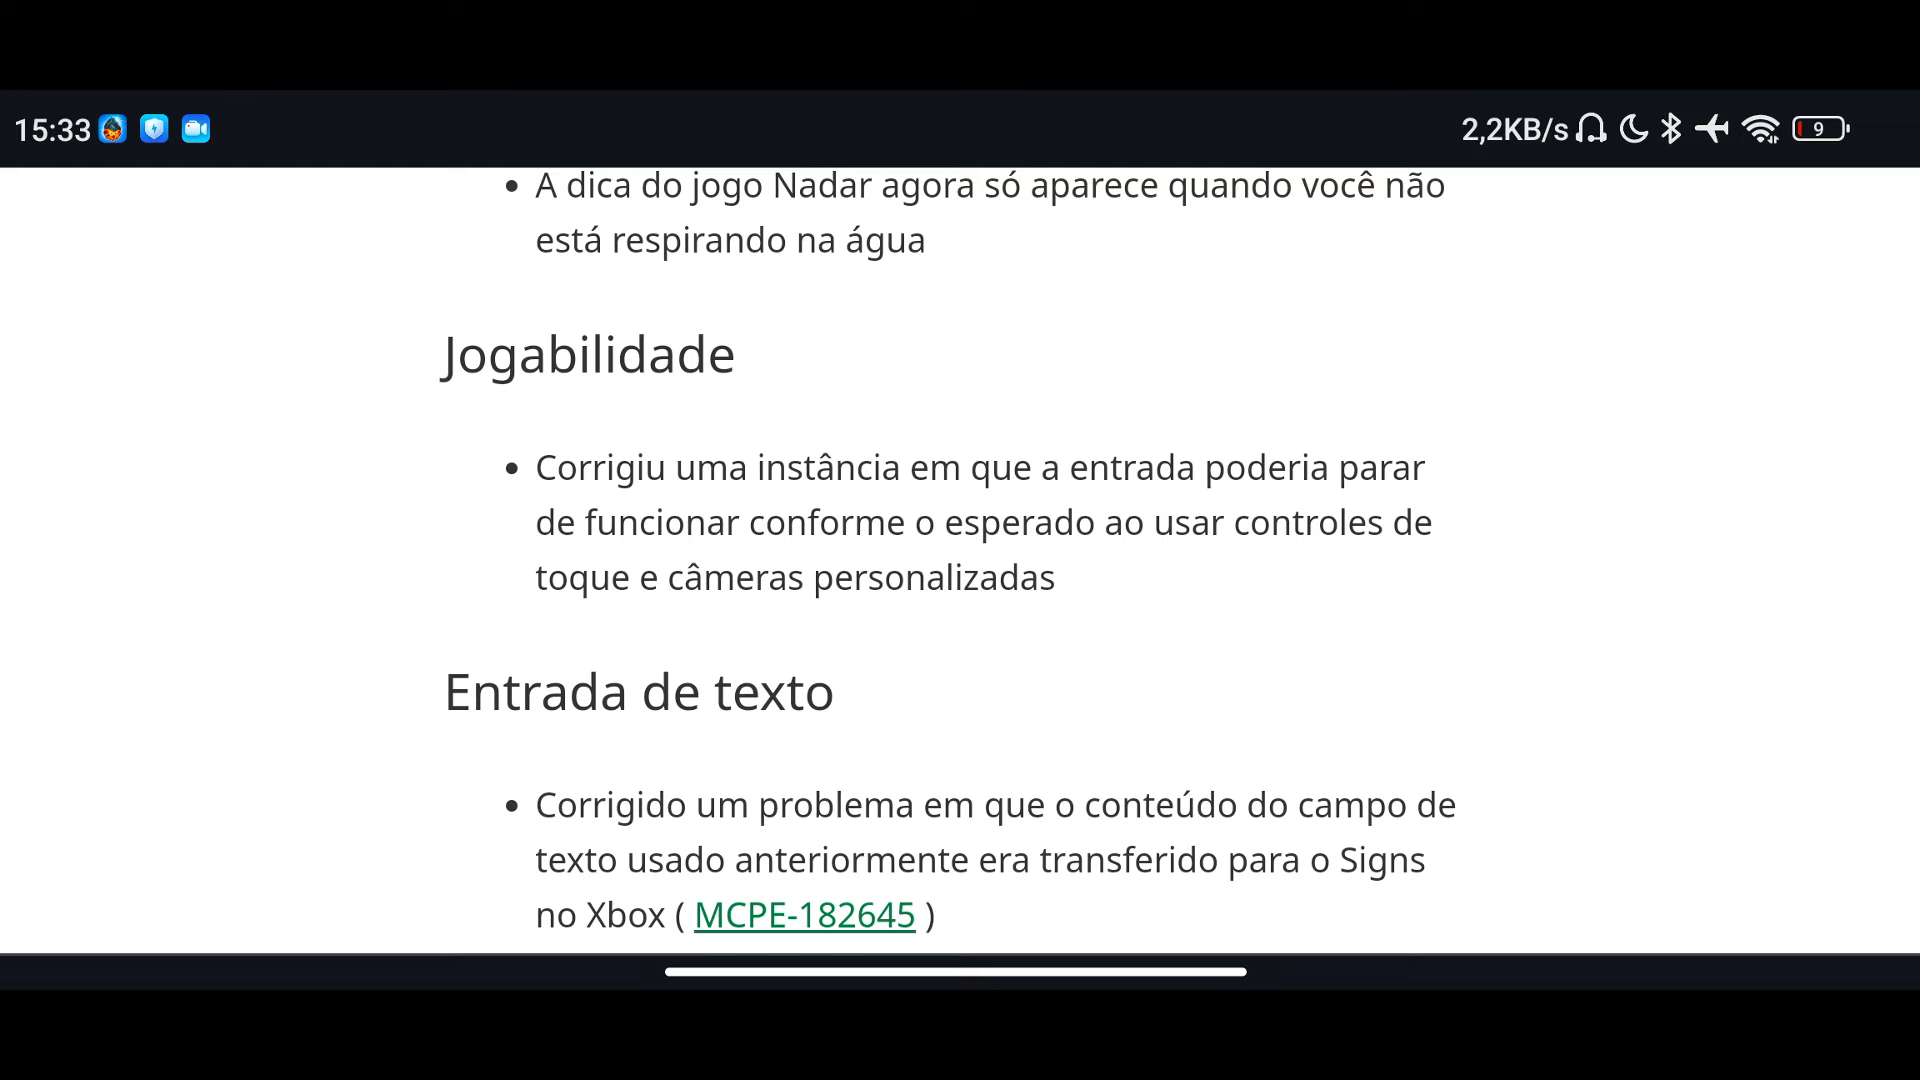 15:33
2,2KB/s
9
• A dica do jogo Nadar agora só aparece quando você não
está respirando na água
Jogabilidade
• Corrigiu uma instância em que a entrada poderia parar
de funcionar conforme o esperado ao usar controles de
toque e câmeras personalizadas
Entrada de texto
• Corrigido um problema em que o conteúdo do campo de
texto usado anteriormente era transferido para o Signs
no Xbox ( MCPE-182645 )